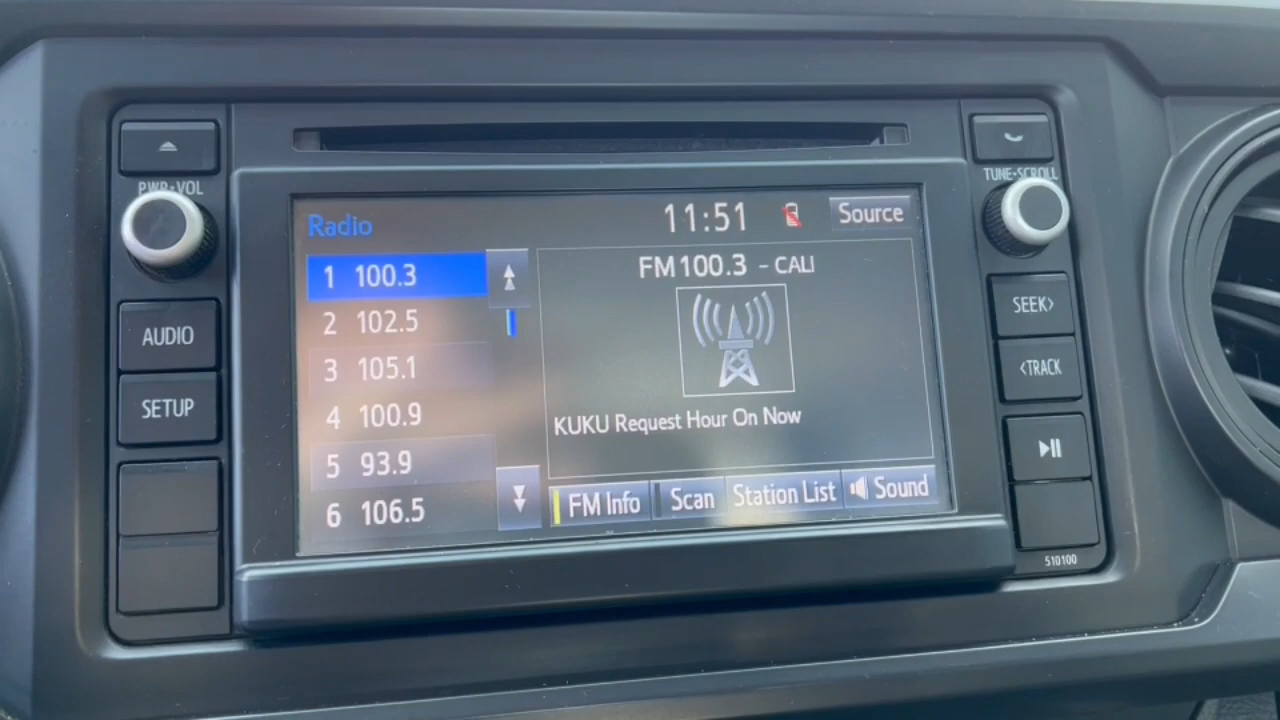 PWR•VOL
AUDIO
SETUP
Radio
11:51
Source
1 100.3
2 102.5
3 105.1
4 100.9
5 93.9
6 106.5
FM 100.3 - CALI
KUKU Request Hour On Now
FM Info
Scan
Station List
Sound
TUNE•SCROLL
SEEK>
<TRACK
510100